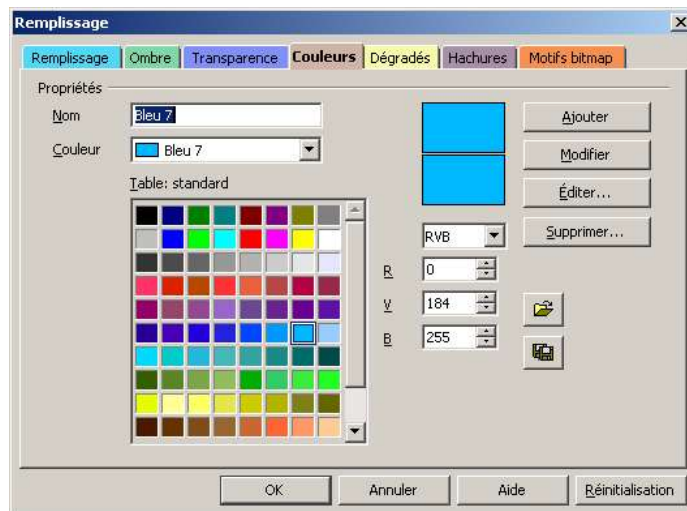 Remplissage
Remplissage Ombre Transparence Couleurs Dégradés Hachures Motifs bitmap
Propriétés
Nom Bleu 7 Ajouter
Couleur Bleu 7 Modifier
Table: standard Éditer...
RVB Supprimer...
R 0
V 184
B 255
OK Annuler Aide Réinitialisation